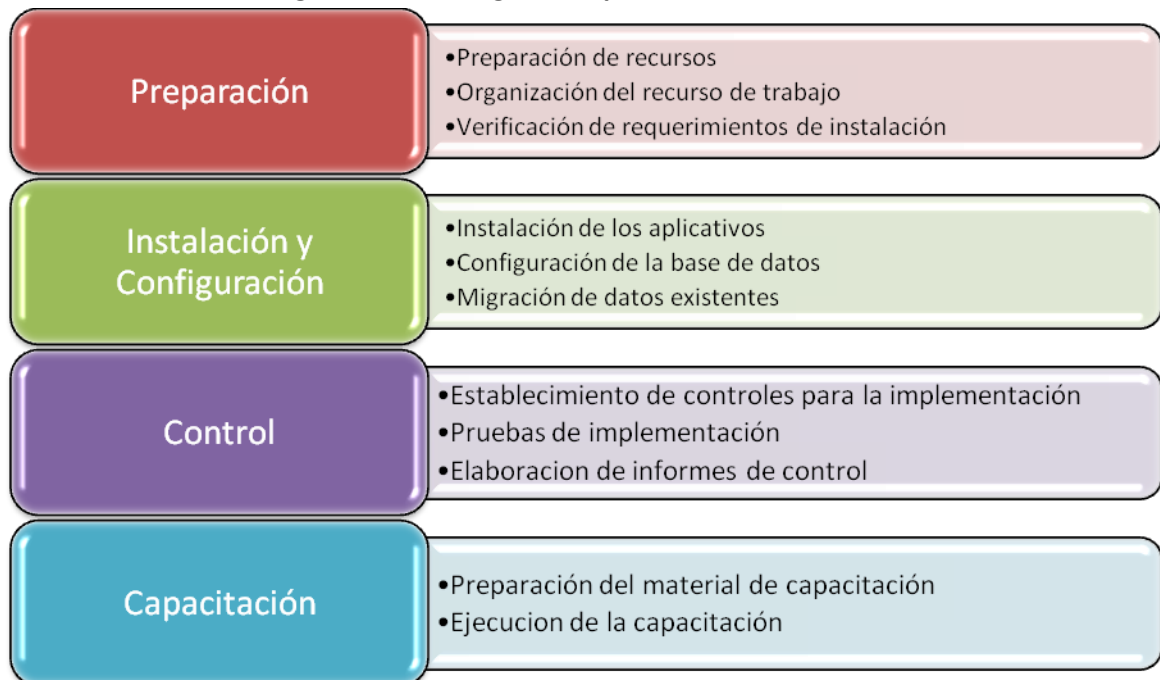 Preparación
•Preparación de recursos
•Organización del recurso de trabajo
•Verificación de requerimientos de instalación
Instalación y
Configuración
•Instalación de los aplicativos
•Configuración de la base de datos
•Migración de datos existentes
Control
•Establecimiento de controles para la implementación
•Pruebas de implementación
•Elaboracion de informes de control
Capacitación
•Preparación del material de capacitación
•Ejecucion de la capacitación